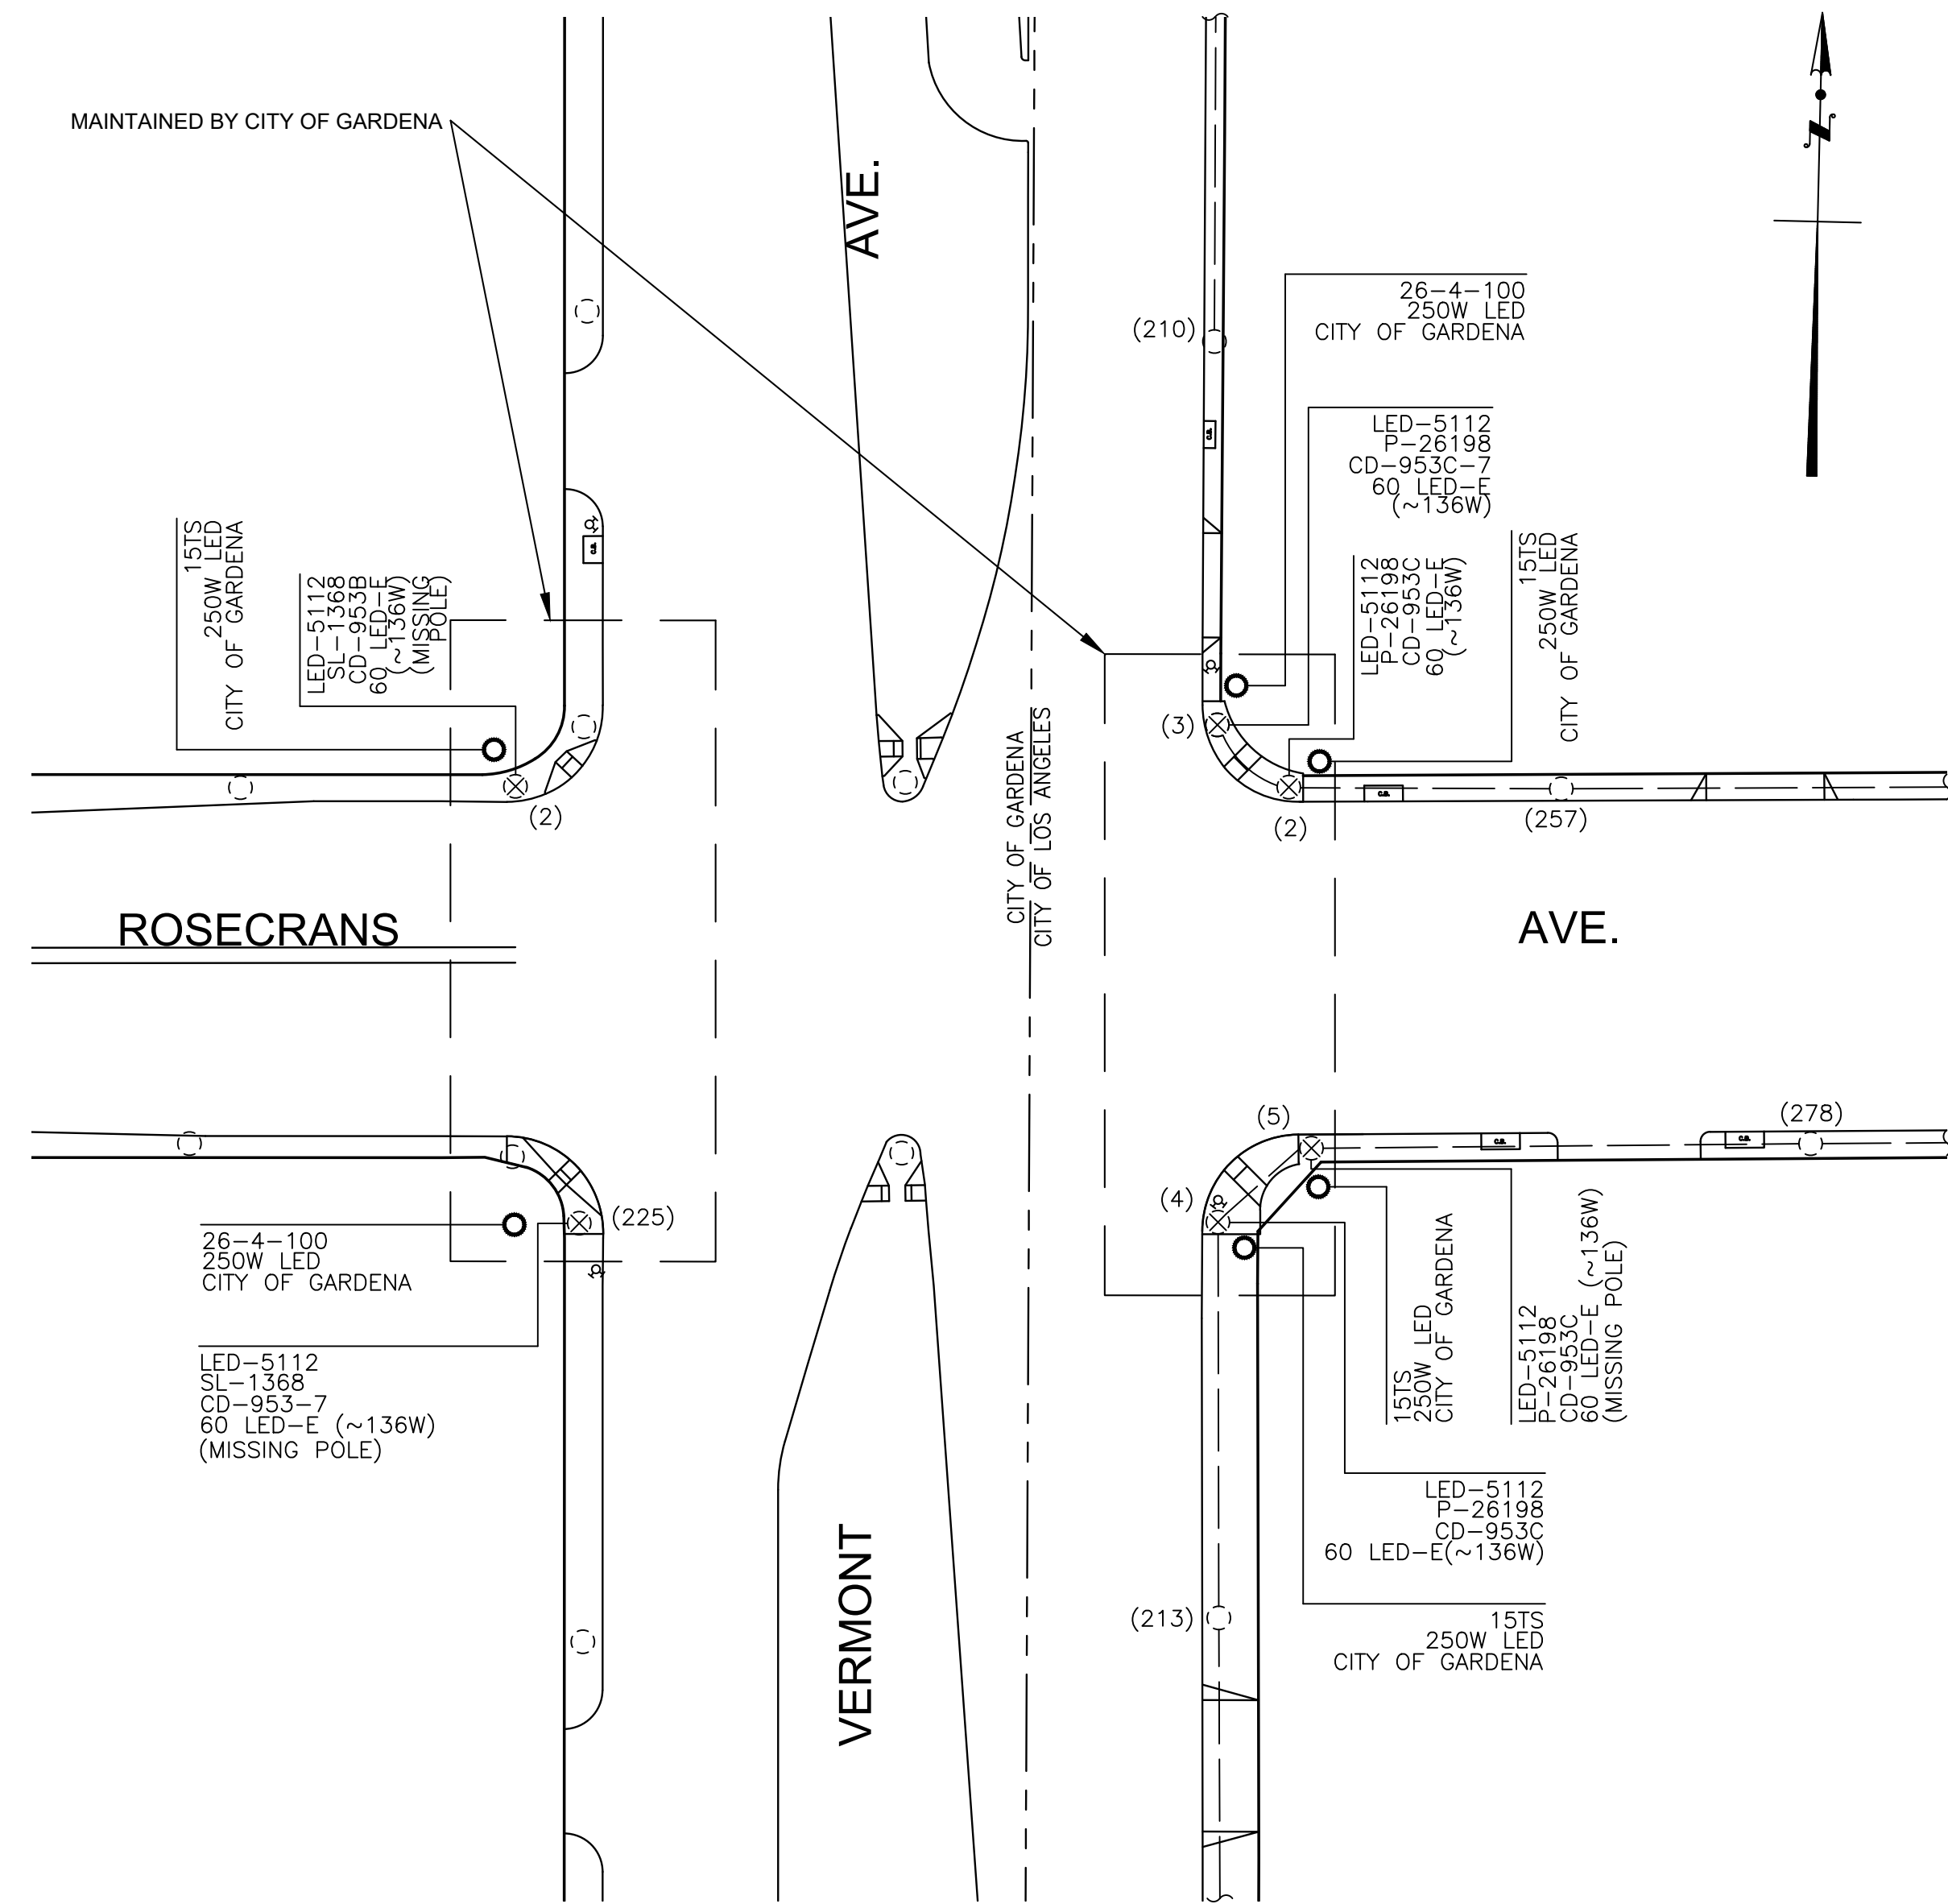 MAINTAINED BY CITY OF GARDENA
AVE.
N
26-4-100
250W LED
CITY OF GARDENA
(210)
LED-5112
P-26198
CD-953C-7
60 LED-E
(~136W)
C.B.
15TS
250W LED
CITY OF GARDENA
LED-5112
SL-1368
CD-953B
60 LED-E
(~136W)
(MISSING
POLE)
C.B.
LED-5112
P-26198
CD-953C
60 LED-E
(~136W)
15TS
250W LED
CITY OF GARDENA
(3)
(2)
(2)
C.B.
(257)
CITY OF GARDENA
CITY OF LOS ANGELES
ROSECRANS
AVE.
(5)
C.B.
C.B.
(278)
(4)
(225)
26-4-100
250W LED
CITY OF GARDENA
LED-5112
SL-1368
CD-953-7
60 LED-E (~136W)
(MISSING POLE)
15TS
250W LED
CITY OF GARDENA
LED-5112
P-26198
CD-953C
60 LED-E (~136W)
(MISSING POLE)
LED-5112
P-26198
CD-953C
60 LED-E(~136W)
VERMONT
(213)
15TS
250W LED
CITY OF GARDENA